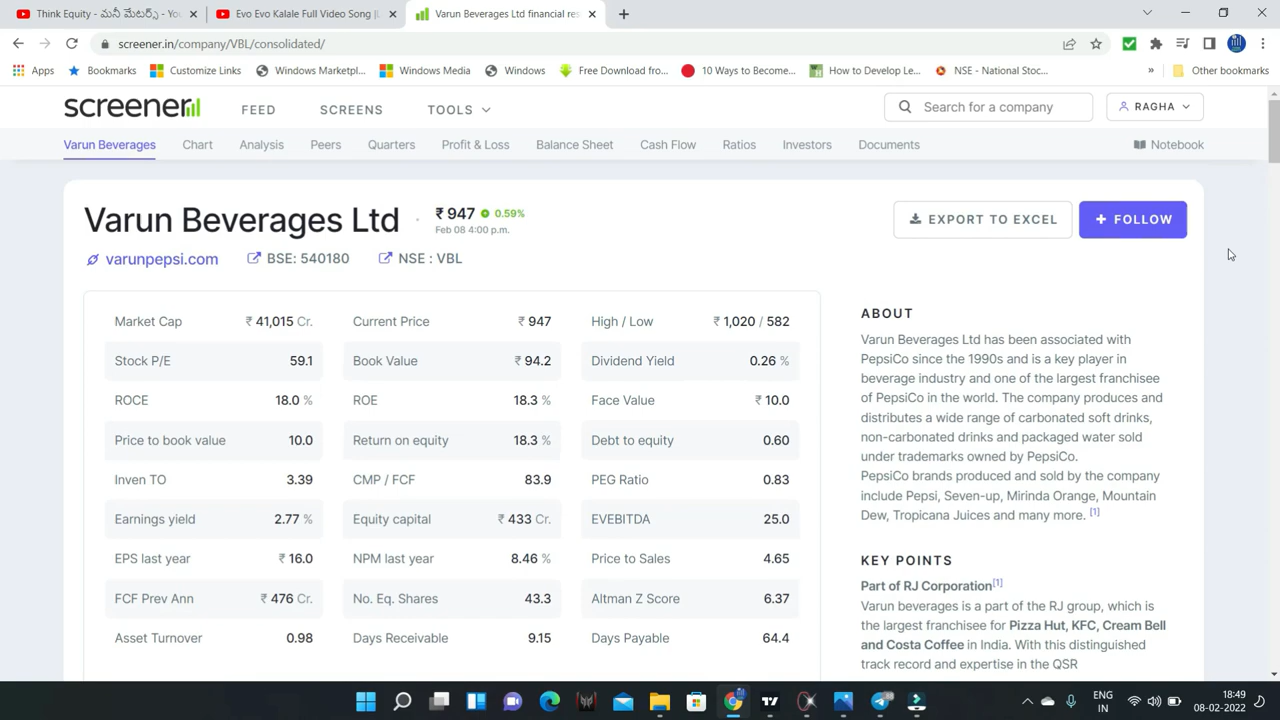 Think Equity - మనీ మేటర్స్ - You
Evo Evo Kalale Full Video Song |L
Varun Beverages Ltd financial res
screener.in/company/VBL/consolidated/
Apps
Bookmarks
Customize Links
Windows Marketpl...
Windows Media
Windows
Free Download fro...
10 Ways to Become...
How to Develop Le...
NSE - National Stoc...
»
Other bookmarks
screener
FEED
SCREENS
TOOLS
Search for a company
RAGHA
Varun Beverages
Chart
Analysis
Peers
Quarters
Profit & Loss
Balance Sheet
Cash Flow
Ratios
Investors
Documents
Notebook
Varun Beverages Ltd
₹ 947
0.59%
Feb 08 4:00 p.m.
EXPORT TO EXCEL
+ FOLLOW
varunpepsi.com
BSE: 540180
NSE : VBL
Market Cap ₹ 41,015 Cr.
Current Price ₹ 947
High / Low ₹ 1,020 / 582
Stock P/E 59.1
Book Value ₹ 94.2
Dividend Yield 0.26 %
ROCE 18.0 %
ROE 18.3 %
Face Value ₹ 10.0
Price to book value 10.0
Return on equity 18.3 %
Debt to equity 0.60
Inven TO 3.39
CMP / FCF 83.9
PEG Ratio 0.83
Earnings yield 2.77 %
Equity capital ₹ 433 Cr.
EVEBITDA 25.0
EPS last year ₹ 16.0
NPM last year 8.46 %
Price to Sales 4.65
FCF Prev Ann ₹ 476 Cr.
No. Eq. Shares 43.3
Altman Z Score 6.37
Asset Turnover 0.98
Days Receivable 9.15
Days Payable 64.4
ABOUT
Varun Beverages Ltd has been associated with
PepsiCo since the 1990s and is a key player in
beverage industry and one of the largest franchisee
of PepsiCo in the world. The company produces and
distributes a wide range of carbonated soft drinks,
non-carbonated drinks and packaged water sold
under trademarks owned by PepsiCo.
PepsiCo brands produced and sold by the company
include Pepsi, Seven-up, Mirinda Orange, Mountain
Dew, Tropicana Juices and many more. [1]
KEY POINTS
Part of RJ Corporation[1]
Varun beverages is a part of the RJ group, which is
the largest franchisee for Pizza Hut, KFC, Cream Bell
and Costa Coffee in India. With this distinguished
track record and expertise in the QSR
ENG
IN
18:49
08-02-2022